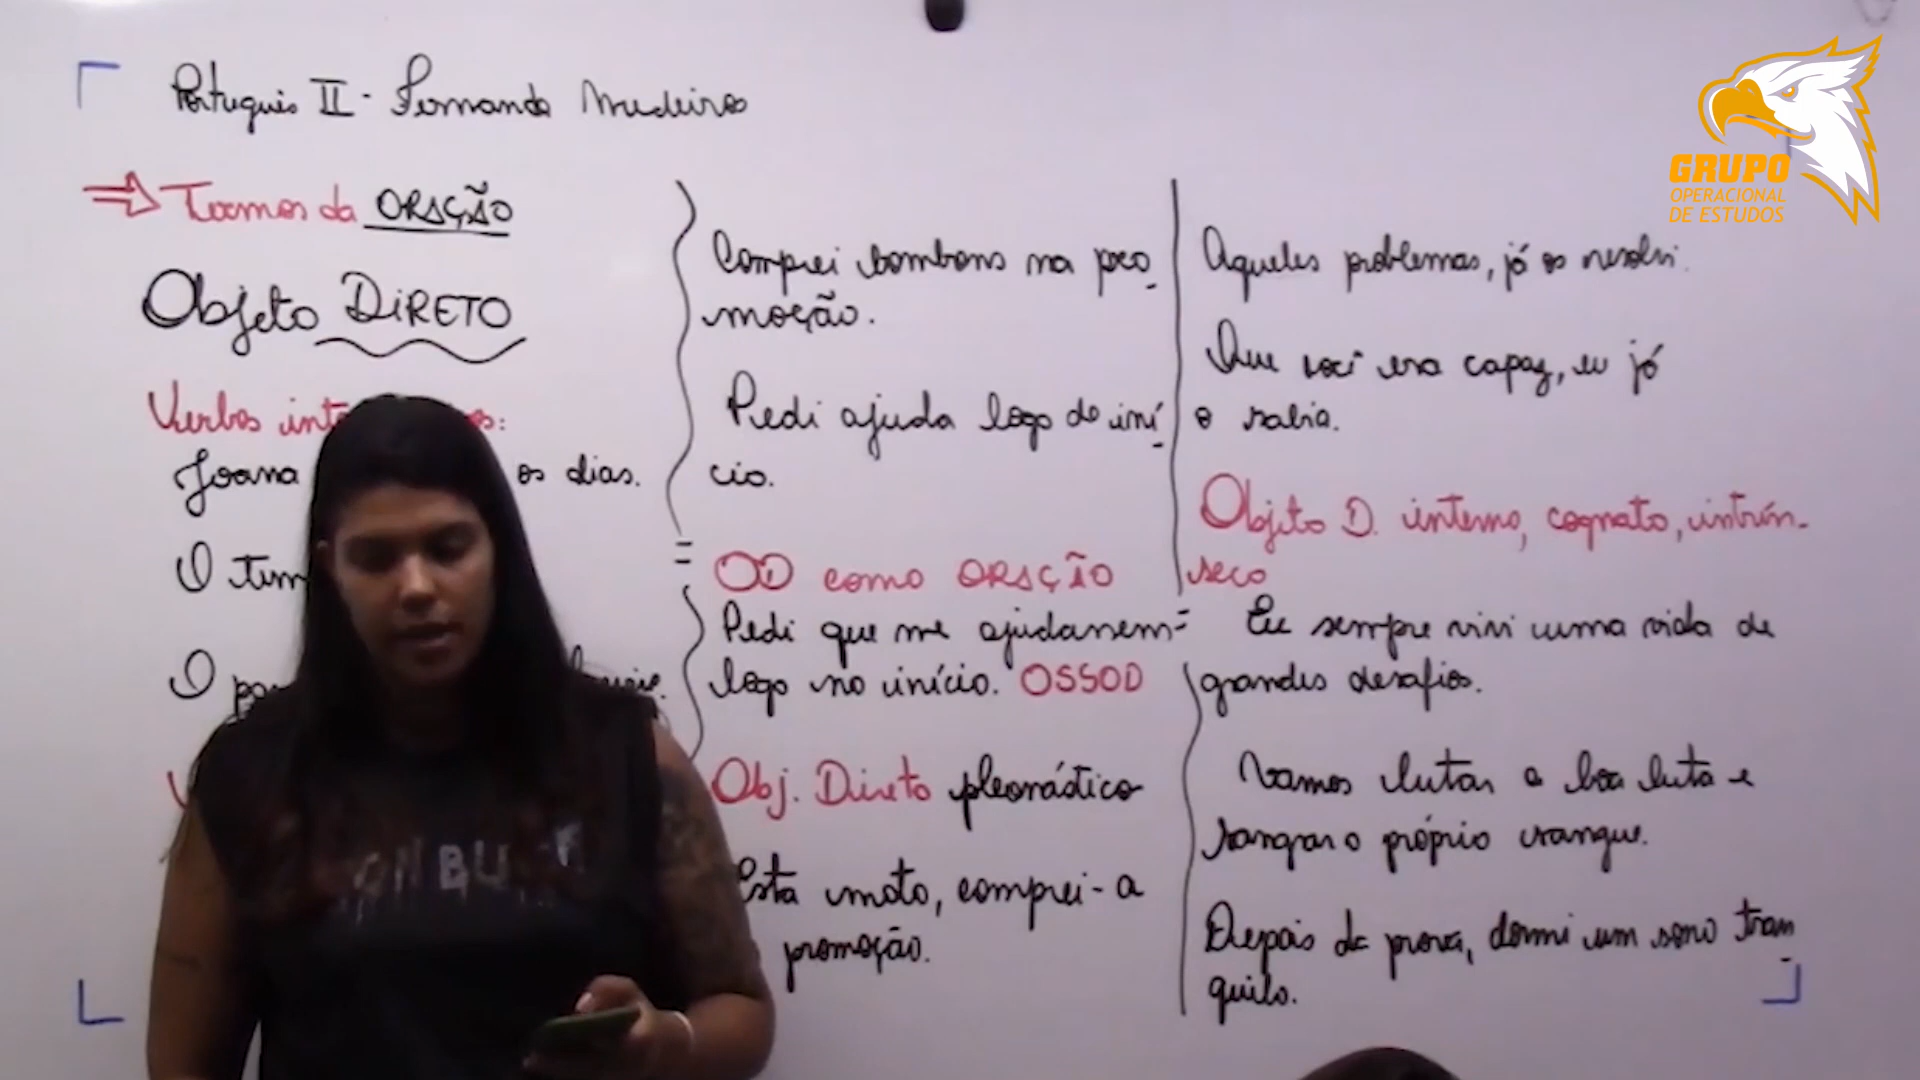 Português II - Fernanda Medeiros
Termos da ORAÇÃO
Objeto DIRETO
Verbos
Joana os dias.
O
O
Comprei bombons na pro-
moção.
Pedi ajuda logo do iní-
cio.
OD como ORAÇÃO
Pedi que me ajudassem
logo no início. OSSOD
Obj. Direto pleonástico
Esta moto, comprei-a
promoção.
Aqueles problemas, já os resolvi.
Que você era capaz, eu já
o sabia.
Objeto D. interno, cognato, intrín-
seco
Eu sempre vivi uma vida de
grandes desafios.
Vamos lutar a boa luta e
sangrar o próprio sangue.
Depois da prova, dormi um sono tran-
quilo.
GRUPO
OPERACIONAL
DE ESTUDOS